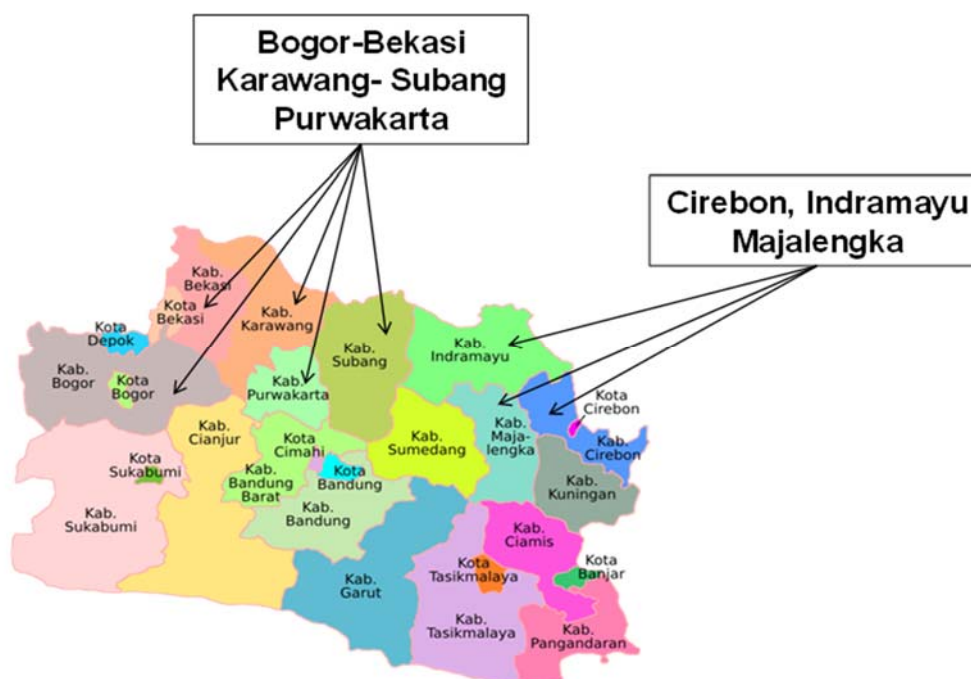 Bogor-Bekasi
Karawang- Subang
Purwakarta
Cirebon, Indramayu
Majalengka
Kab.
Bekasi
Kota
Bekasi
Kab.
Karawang
Kota
Depok
Kab.
Bogor
Kota
Bogor
Kab.
Purwakarta
Kab.
Subang
Kab.
Indramayu
Kota
Cirebon
Kab.
Cirebon
Kab.
Maja-
lengka
Kab.
Sumedang
Kab.
Kuningan
Kab.
Cianjur
Kota
Cimahi
Kota
Bandung
Kab.
Bandung
Barat
Kab.
Bandung
Kota
Sukabumi
Kab.
Sukabumi
Kab.
Garut
Kab.
Ciamis
Kota
Tasikmalaya
Kab.
Tasikmalaya
Kota
Banjar
Kab.
Pangandaran